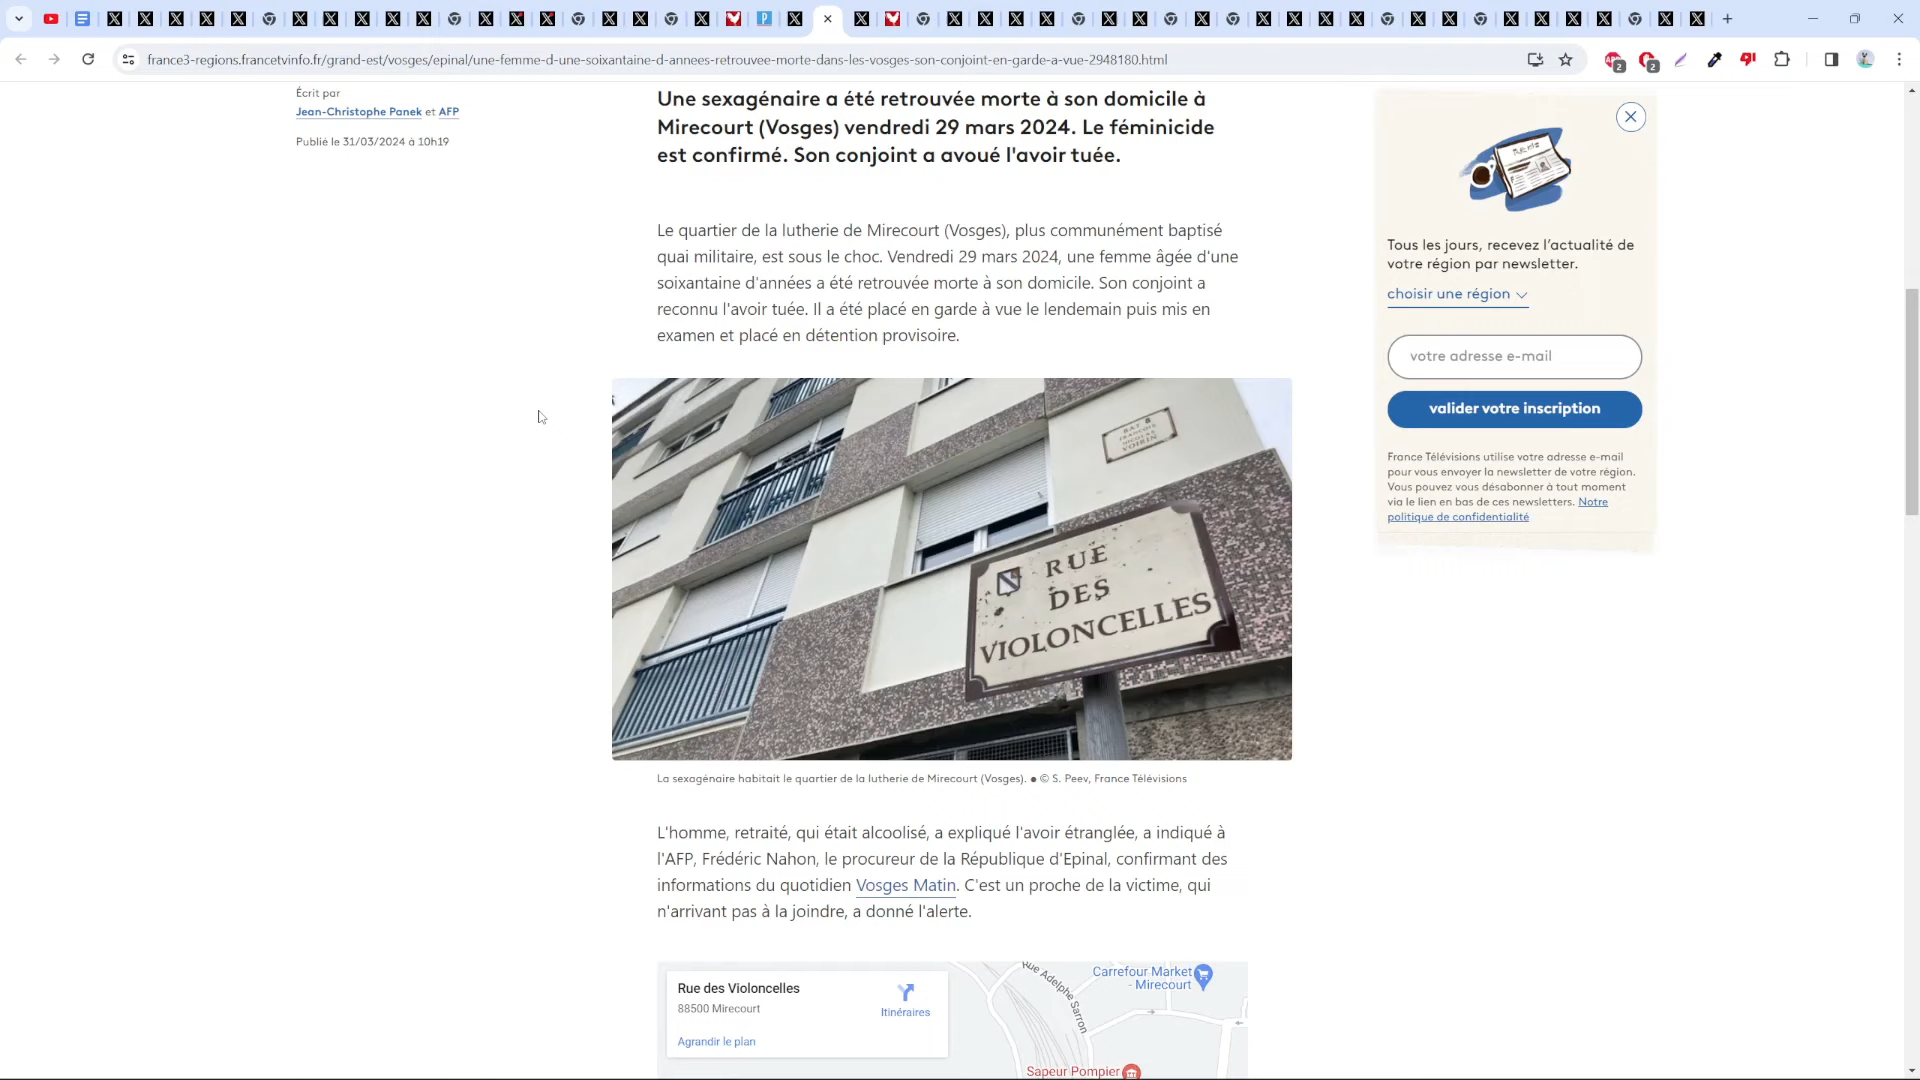 france3-regions.francetvinfo.fr/grand-est/vosges/epinal/une-femme-d-une-soixantaine-d-annees-retrouvee-morte-dans-les-vosges-son-conjoint-en-garde-a-vue-2948180.html
2
2
Écrit par
Jean-Christophe Panek et AFP
Publié le 31/03/2024 à 10h19
Une sexagénaire a été retrouvée morte à son domicile à
Mirecourt (Vosges) vendredi 29 mars 2024. Le féminicide
est confirmé. Son conjoint a avoué l'avoir tuée.
Le quartier de la lutherie de Mirecourt (Vosges), plus communément baptisé
quai militaire, est sous le choc. Vendredi 29 mars 2024, une femme âgée d'une
soixantaine d'années a été retrouvée morte à son domicile. Son conjoint a
reconnu l'avoir tuée. Il a été placé en garde à vue le lendemain puis mis en
examen et placé en détention provisoire.
BAT 8
FRANÇOIS
NICOLAS
VOIRIN
RUE
DES
VIOLONCELLES
La sexagénaire habitait le quartier de la lutherie de Mirecourt (Vosges). • © S. Peev, France Télévisions
L'homme, retraité, qui était alcoolisé, a expliqué l'avoir étranglée, a indiqué à
l'AFP, Frédéric Nahon, le procureur de la République d'Epinal, confirmant des
informations du quotidien Vosges Matin. C'est un proche de la victime, qui
n'arrivant pas à la joindre, a donné l'alerte.
Rue des Violoncelles
88500 Mirecourt
Itinéraires
Agrandir le plan
Rue Adelphe Sarron
Carrefour Market
- Mirecourt
Sapeur Pompier
Tous les jours, recevez l’actualité de
votre région par newsletter.
choisir une région
votre adresse e-mail
valider votre inscription
France Télévisions utilise votre adresse e-mail
pour vous envoyer la newsletter de votre région.
Vous pouvez vous désabonner à tout moment
via le lien en bas de ces newsletters. Notre
politique de confidentialité